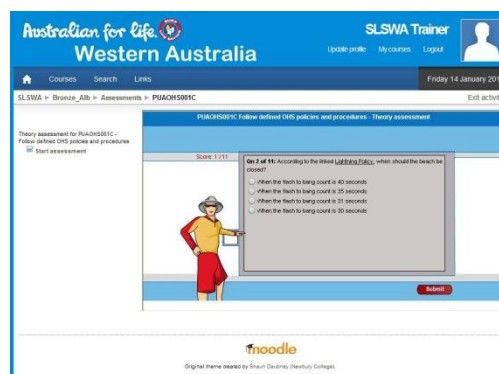 Australian for life.
Western Australia
SLSWA Trainer
Update profile My courses Logout
Courses Search Links
Friday 14 January 201
SLSWA ► Bronze_Alb ► Assessments ► PUAOHS001C
Exit activi
PUAOHS001C Follow defined OHS policies and procedures - Theory assessment
Theory assessment for PUAOHS001C -
Follow defined OHS policies and procedures
Start assessment
Score: 1 / 11
Qn 2 of 11: According to the linked Lightning Policy, when should the beach be
closed?
When the flash to bang count is 40 seconds
When the flash to bang count is 35 seconds
When the flash to bang count is 31 seconds
When the flash to bang count is 30 seconds
Submit
moodle
Original theme created by Shaun Daubney (Newbury College).